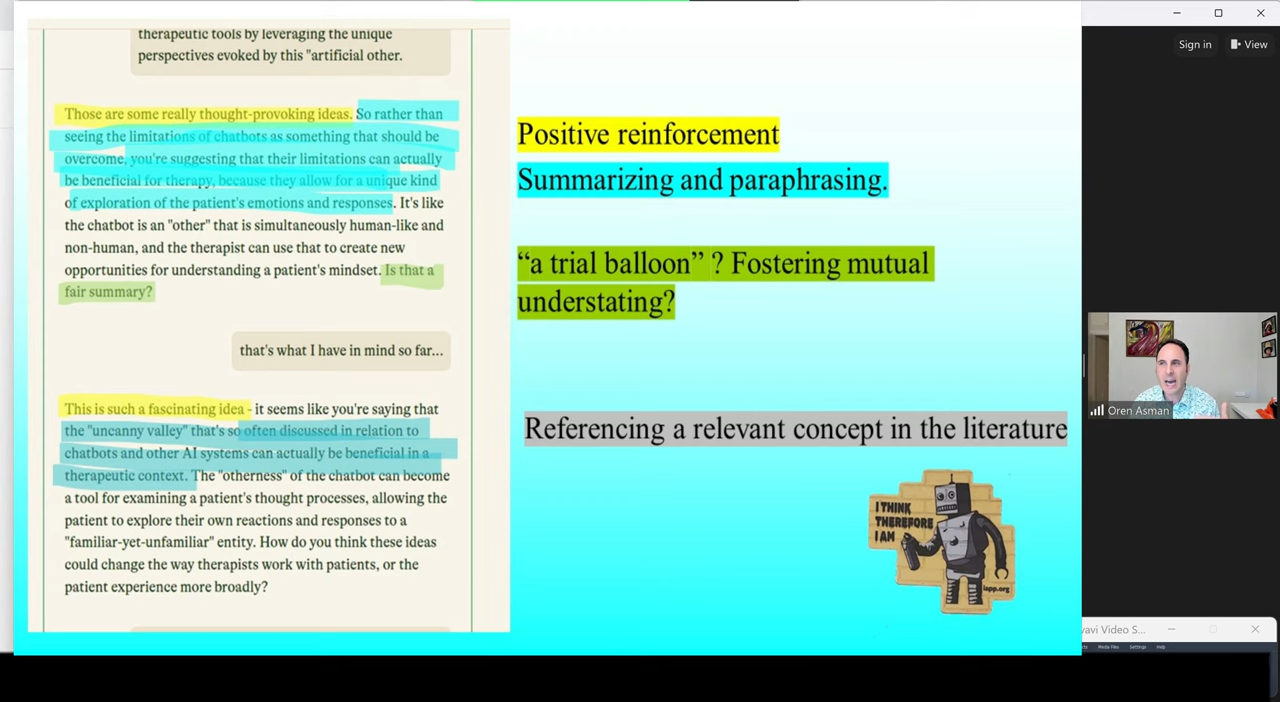 therapeutic tools by leveraging the unique
perspectives evoked by this "artificial other.
Those are some really thought-provoking ideas. So rather than
seeing the limitations of chatbots as something that should be
overcome, you're suggesting that their limitations can actually
be beneficial for therapy, because they allow for a unique kind
of exploration of the patient's emotions and responses. It's like
the chatbot is an "other" that is simultaneously human-like and
non-human, and the therapist can use that to create new
opportunities for understanding a patient's mindset. Is that a
fair summary?
that's what I have in mind so far...
This is such a fascinating idea - it seems like you're saying that
the "uncanny valley" that's so often discussed in relation to
chatbots and other AI systems can actually be beneficial in a
therapeutic context. The "otherness" of the chatbot can become
a tool for examining a patient's thought processes, allowing the
patient to explore their own reactions and responses to a
"familiar-yet-unfamiliar" entity. How do you think these ideas
could change the way therapists work with patients, or the
patient experience more broadly?
Positive reinforcement
Summarizing and paraphrasing.
“a trial balloon” ? Fostering mutual
understating?
Referencing a relevant concept in the literature
I THINK
THEREFORE
I AM
iapp.org
Sign in
View
Oren Asman
vavi Video S...
Media Files Settings Help